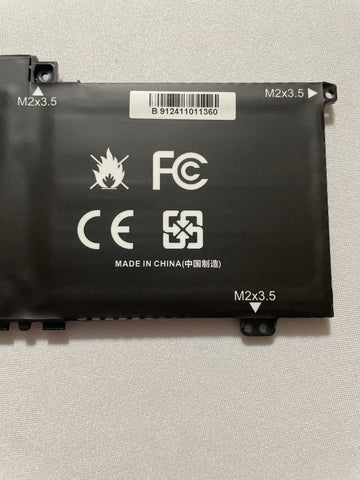 M2x3.5
M2x3.5
B 912411011360
FC
CE
MADE IN CHINA(中国制造)
M2x3.5